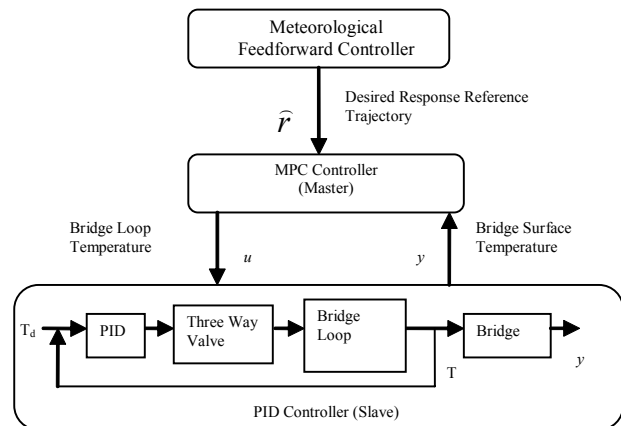 Meteorological
Feedforward Controller
Desired Response Reference
Trajectory
r̂
MPC Controller
(Master)
Bridge Loop
Temperature
u
y
Bridge Surface
Temperature
Td
PID
Three Way
Valve
Bridge
Loop
Bridge
T
y
PID Controller (Slave)